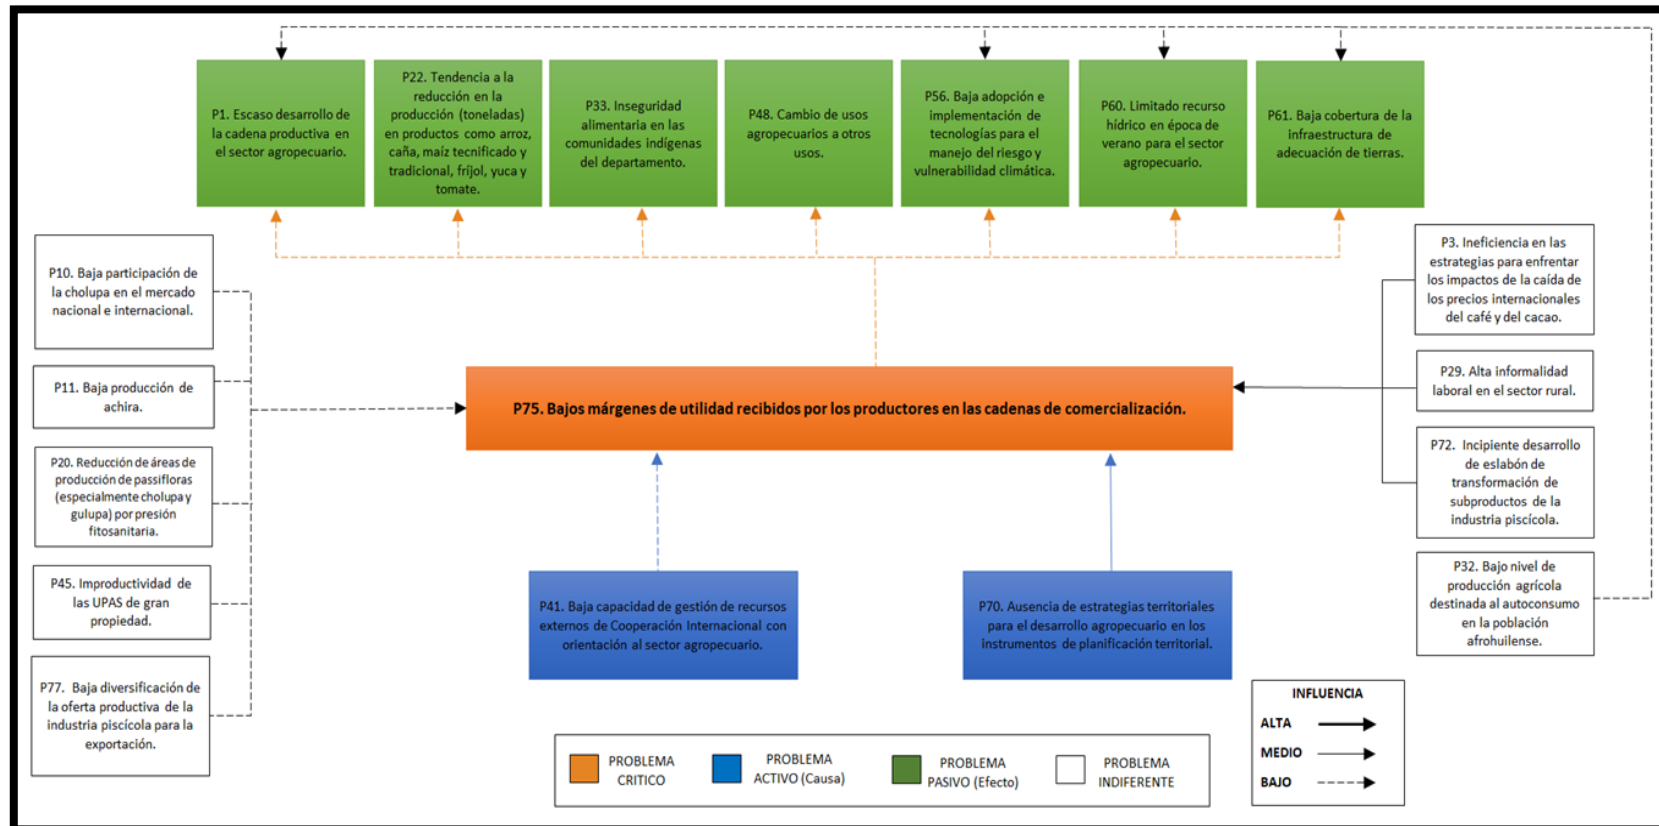 P1. Escaso desarrollo de
la cadena productiva en
el sector agropecuario.
P22. Tendencia a la
reducción en la
producción (toneladas)
en productos como arroz,
caña, maíz tecnificado y
tradicional, fríjol, yuca y
tomate.
P33. Inseguridad
alimentaria en las
comunidades indígenas
del departamento.
P48. Cambio de usos
agropecuarios a otros
usos.
P56. Baja adopción e
implementación de
tecnologías para el
manejo del riesgo y
vulnerabilidad climática.
P60. Limitado recurso
hídrico en época de
verano para el sector
agropecuario.
P61. Baja cobertura de la
infraestructura de
adecuación de tierras.
P10. Baja participación de
la cholupa en el mercado
nacional e internacional.
P11. Baja producción de
achira.
P20. Reducción de áreas de
producción de passifloras
(especialmente cholupa y
gulupa) por presión
fitosanitaria.
P45. Improductividad de
las UPAS de gran
propiedad.
P77. Baja diversificación de
la oferta productiva de la
industria piscícola para la
exportación.
P75. Bajos márgenes de utilidad recibidos por los productores en las cadenas de comercialización.
P3. Ineficiencia en las
estrategias para enfrentar
los impactos de la caída de
los precios internacionales
del café y del cacao.
P29. Alta informalidad
laboral en el sector rural.
P72. Incipiente desarrollo
de eslabón de
transformación de
subproductos de la
industria piscícola.
P32. Bajo nivel de
producción agrícola
destinada al autoconsumo
en la población
afrohuilense.
P41. Baja capacidad de gestión de recursos
externos de Cooperación Internacional con
orientación al sector agropecuario.
P70. Ausencia de estrategias territoriales
para el desarrollo agropecuario en los
instrumentos de planificación territorial.
PROBLEMA
CRITICO
PROBLEMA
ACTIVO (Causa)
PROBLEMA
PASIVO (Efecto)
PROBLEMA
INDIFERENTE
INFLUENCIA
ALTA
MEDIO
BAJO